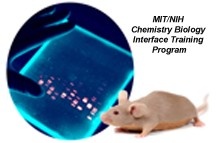 MIT/NIH
Chemistry Biology
Interface Training
Program